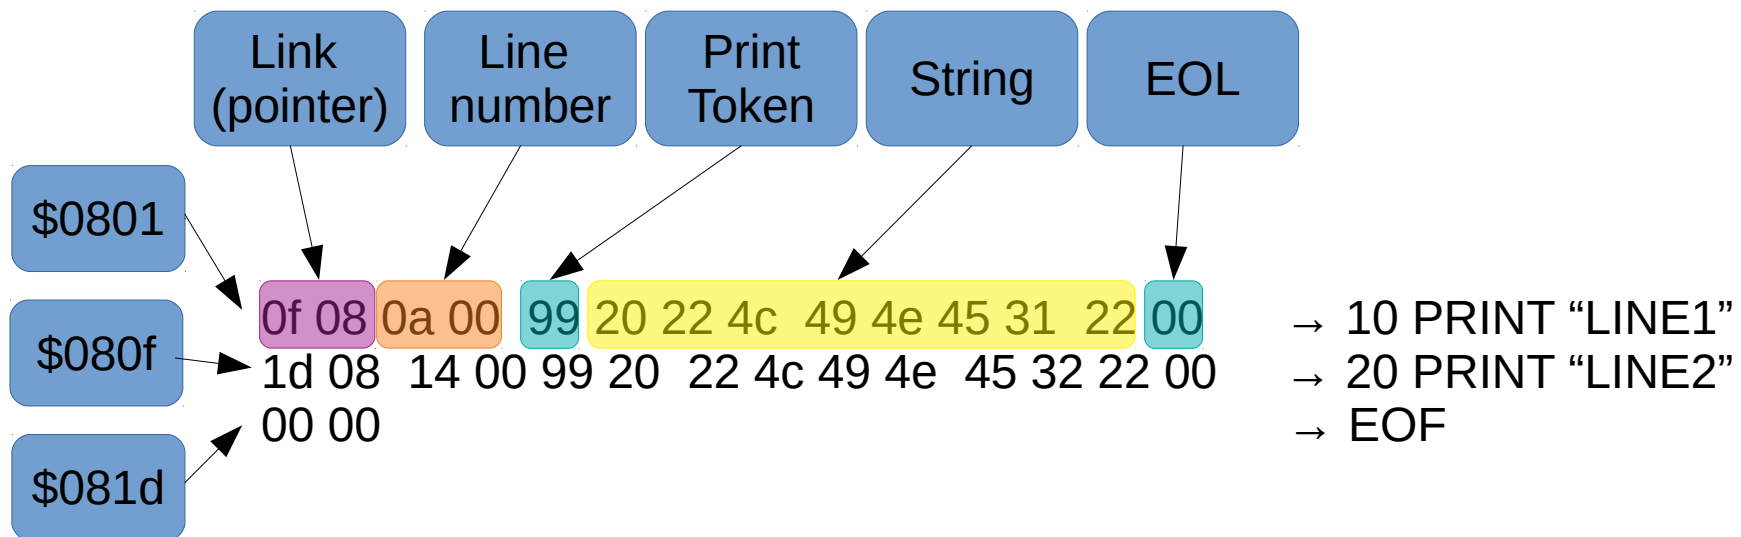 Link
(pointer)
Line
number
Print
Token
String
EOL
$0801
0f 08 0a 00 99 20 22 4c 49 4e 45 31 22 00 → 10 PRINT “LINE1”
$080f
1d 08 14 00 99 20 22 4c 49 4e 45 32 22 00 → 20 PRINT “LINE2”
00 00 → EOF
$081d